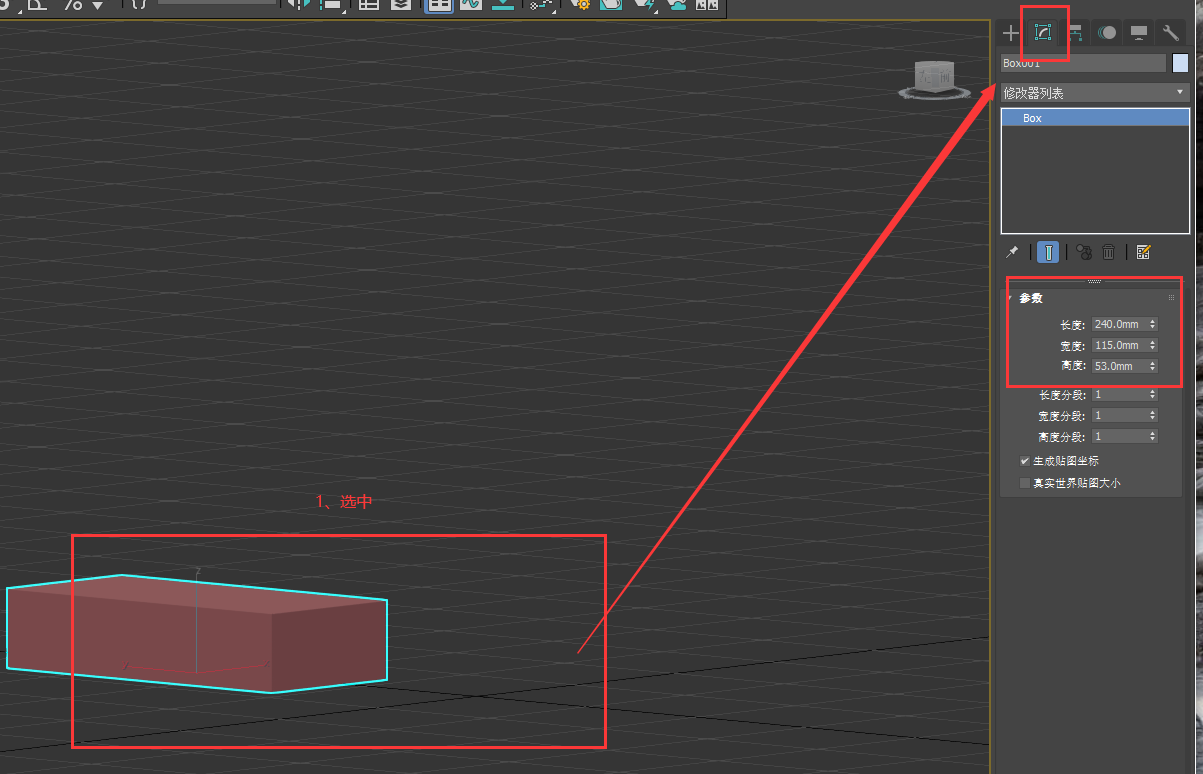 Box001
修改器列表
Box
参数
长度: 240.0mm
宽度: 115.0mm
高度: 53.0mm
长度分段: 1
宽度分段: 1
高度分段: 1
生成贴图坐标
真实世界贴图大小
1、选中
z